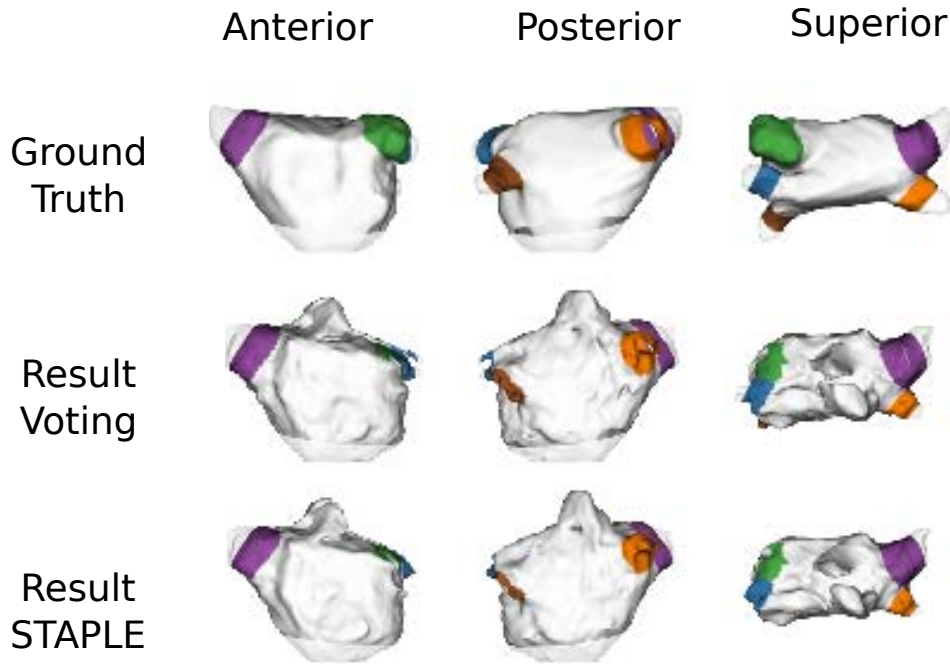 Anterior
Posterior
Superior
Ground
Truth
Result
Voting
Result
STAPLE